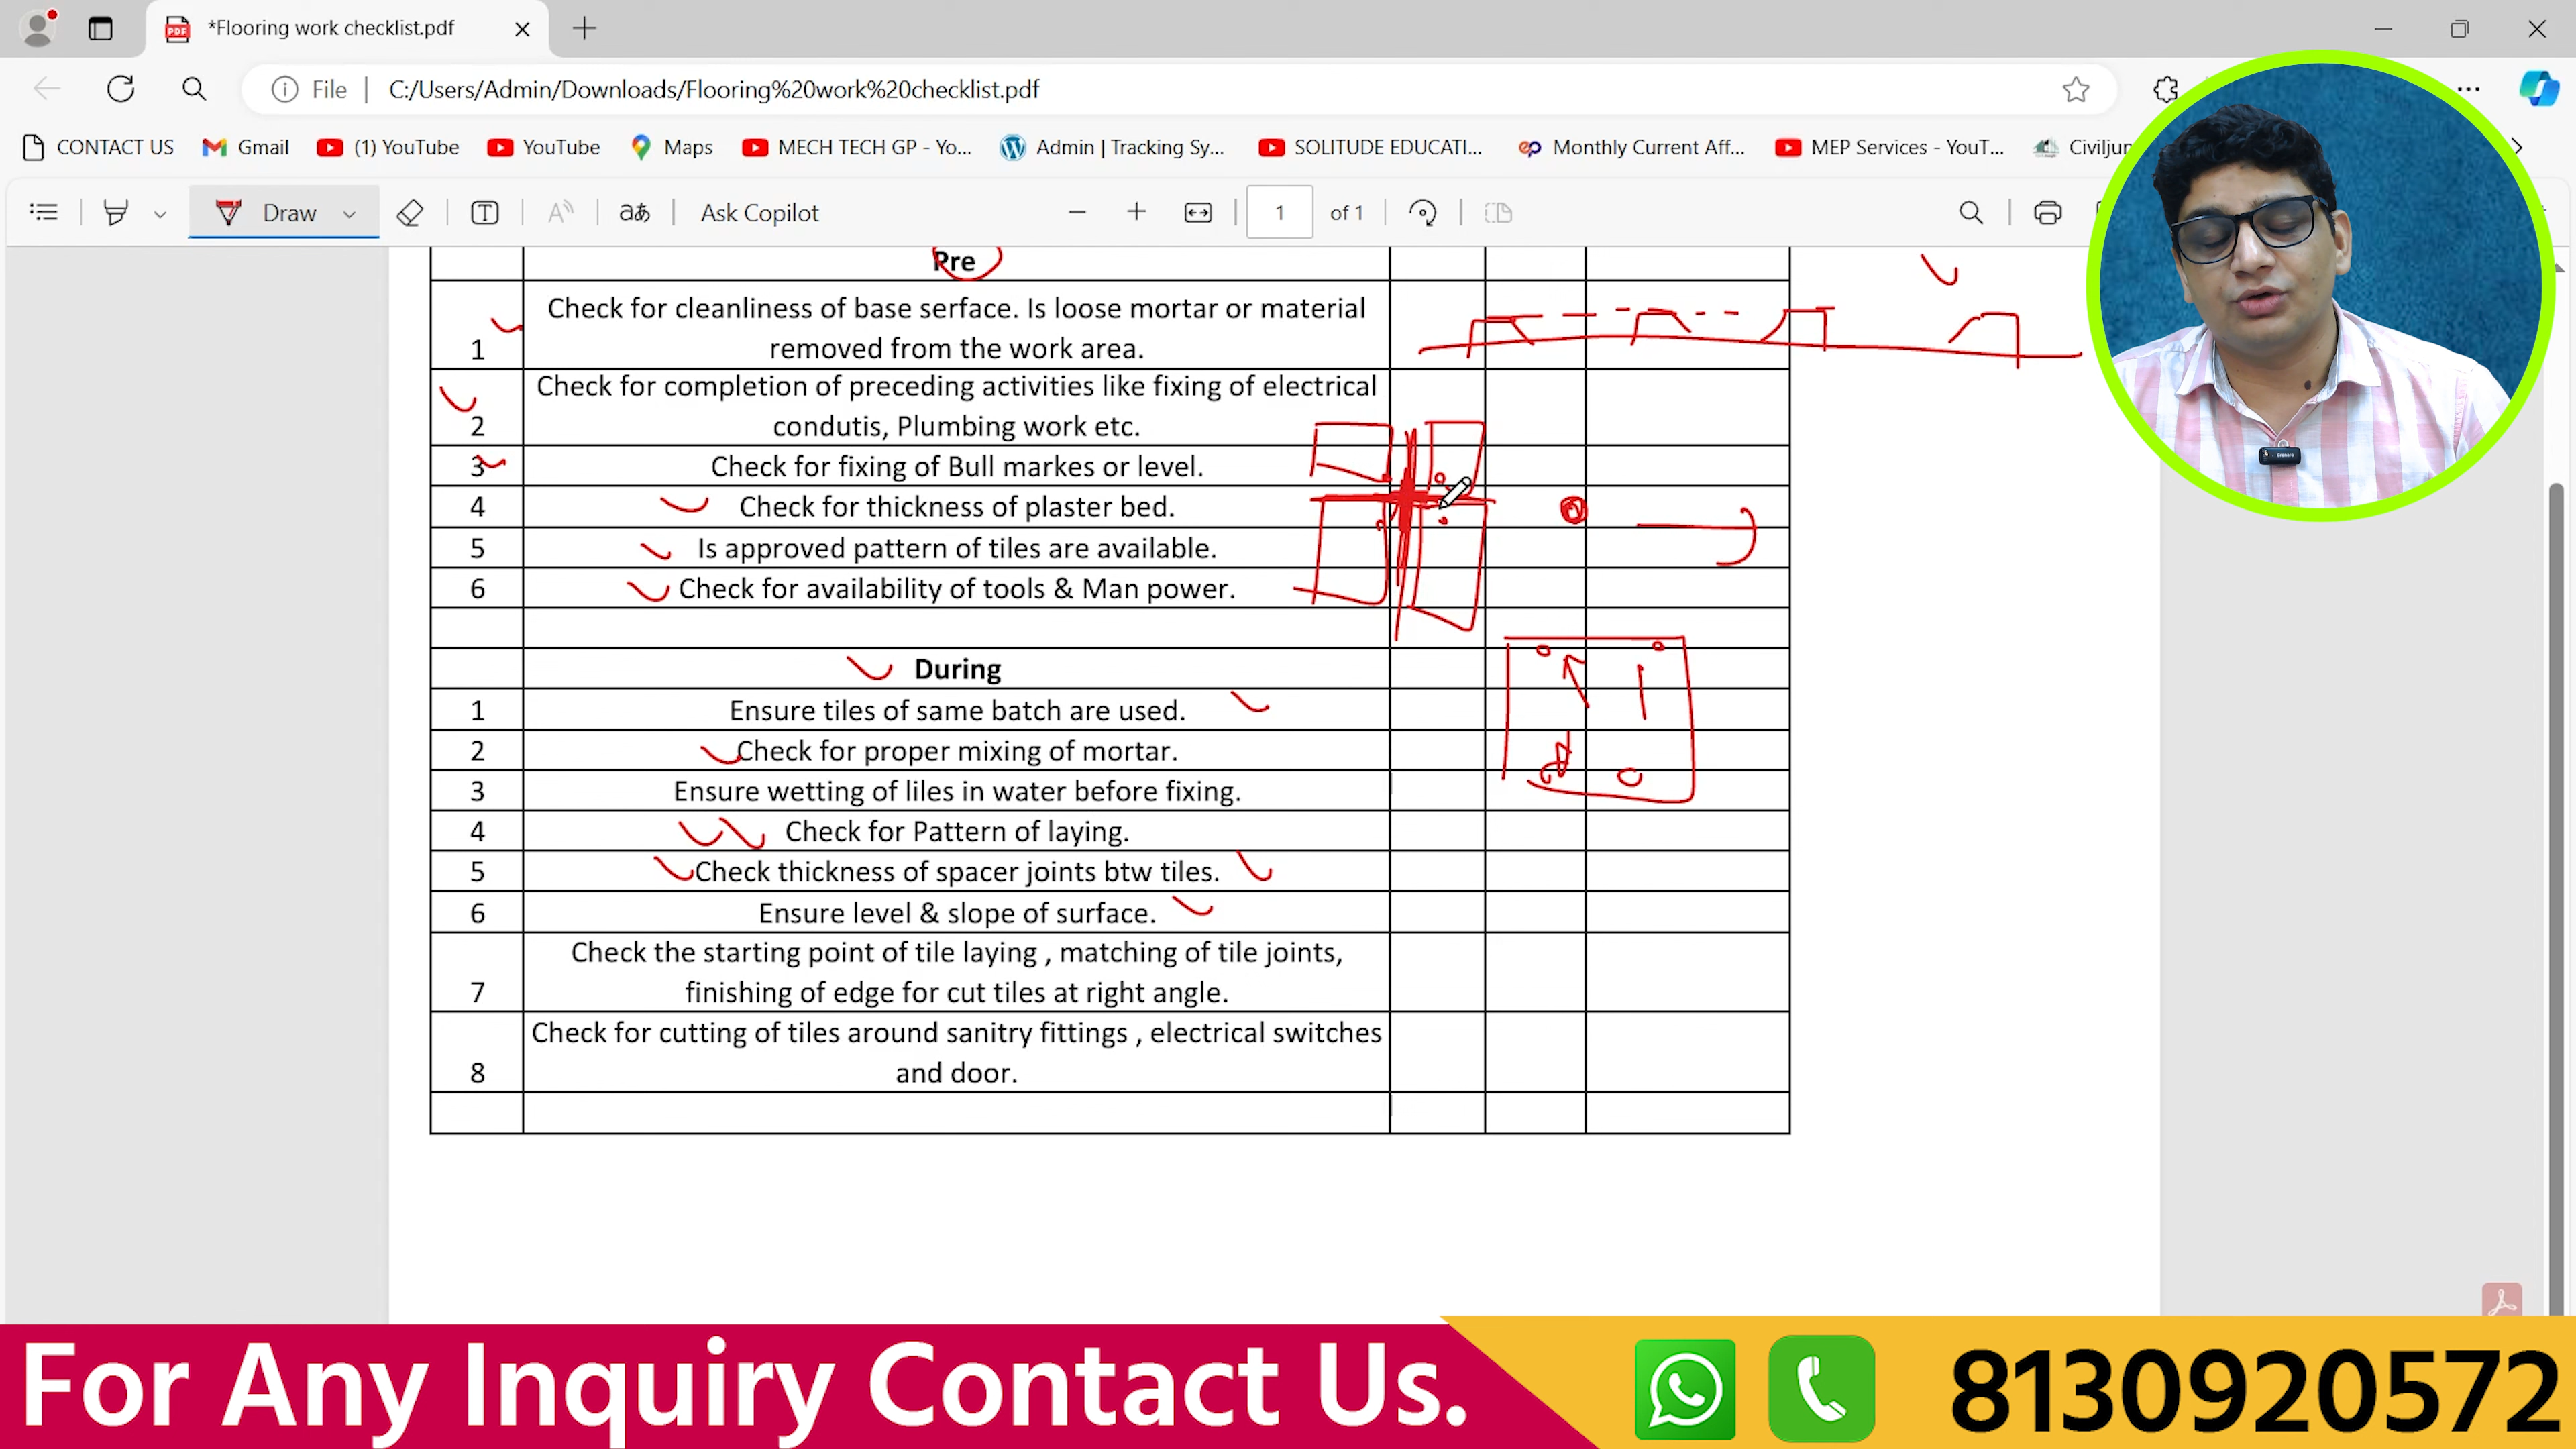 *Flooring work checklist.pdf
File | C:/Users/Admin/Downloads/Flooring%20work%20checklist.pdf
CONTACT US Gmail (1) YouTube YouTube Maps MECH TECH GP - Yo... Admin | Tracking Sy... SOLITUDE EDUCATI... Monthly Current Aff... MEP Services - YouT... Civiljun
Draw aあ Ask Copilot 1 of 1
Pre
1 Check for cleanliness of base serface. Is loose mortar or material
removed from the work area.
2 Check for completion of preceding activities like fixing of electrical
condutis, Plumbing work etc.
3 Check for fixing of Bull markes or level.
4 Check for thickness of plaster bed.
5 Is approved pattern of tiles are available.
6 Check for availability of tools & Man power.
During
1 Ensure tiles of same batch are used.
2 Check for proper mixing of mortar.
3 Ensure wetting of liles in water before fixing.
4 Check for Pattern of laying.
5 Check thickness of spacer joints btw tiles.
6 Ensure level & slope of surface.
7 Check the starting point of tile laying , matching of tile joints,
finishing of edge for cut tiles at right angle.
8 Check for cutting of tiles around sanitry fittings , electrical switches
and door.
For Any Inquiry Contact Us. 8130920572